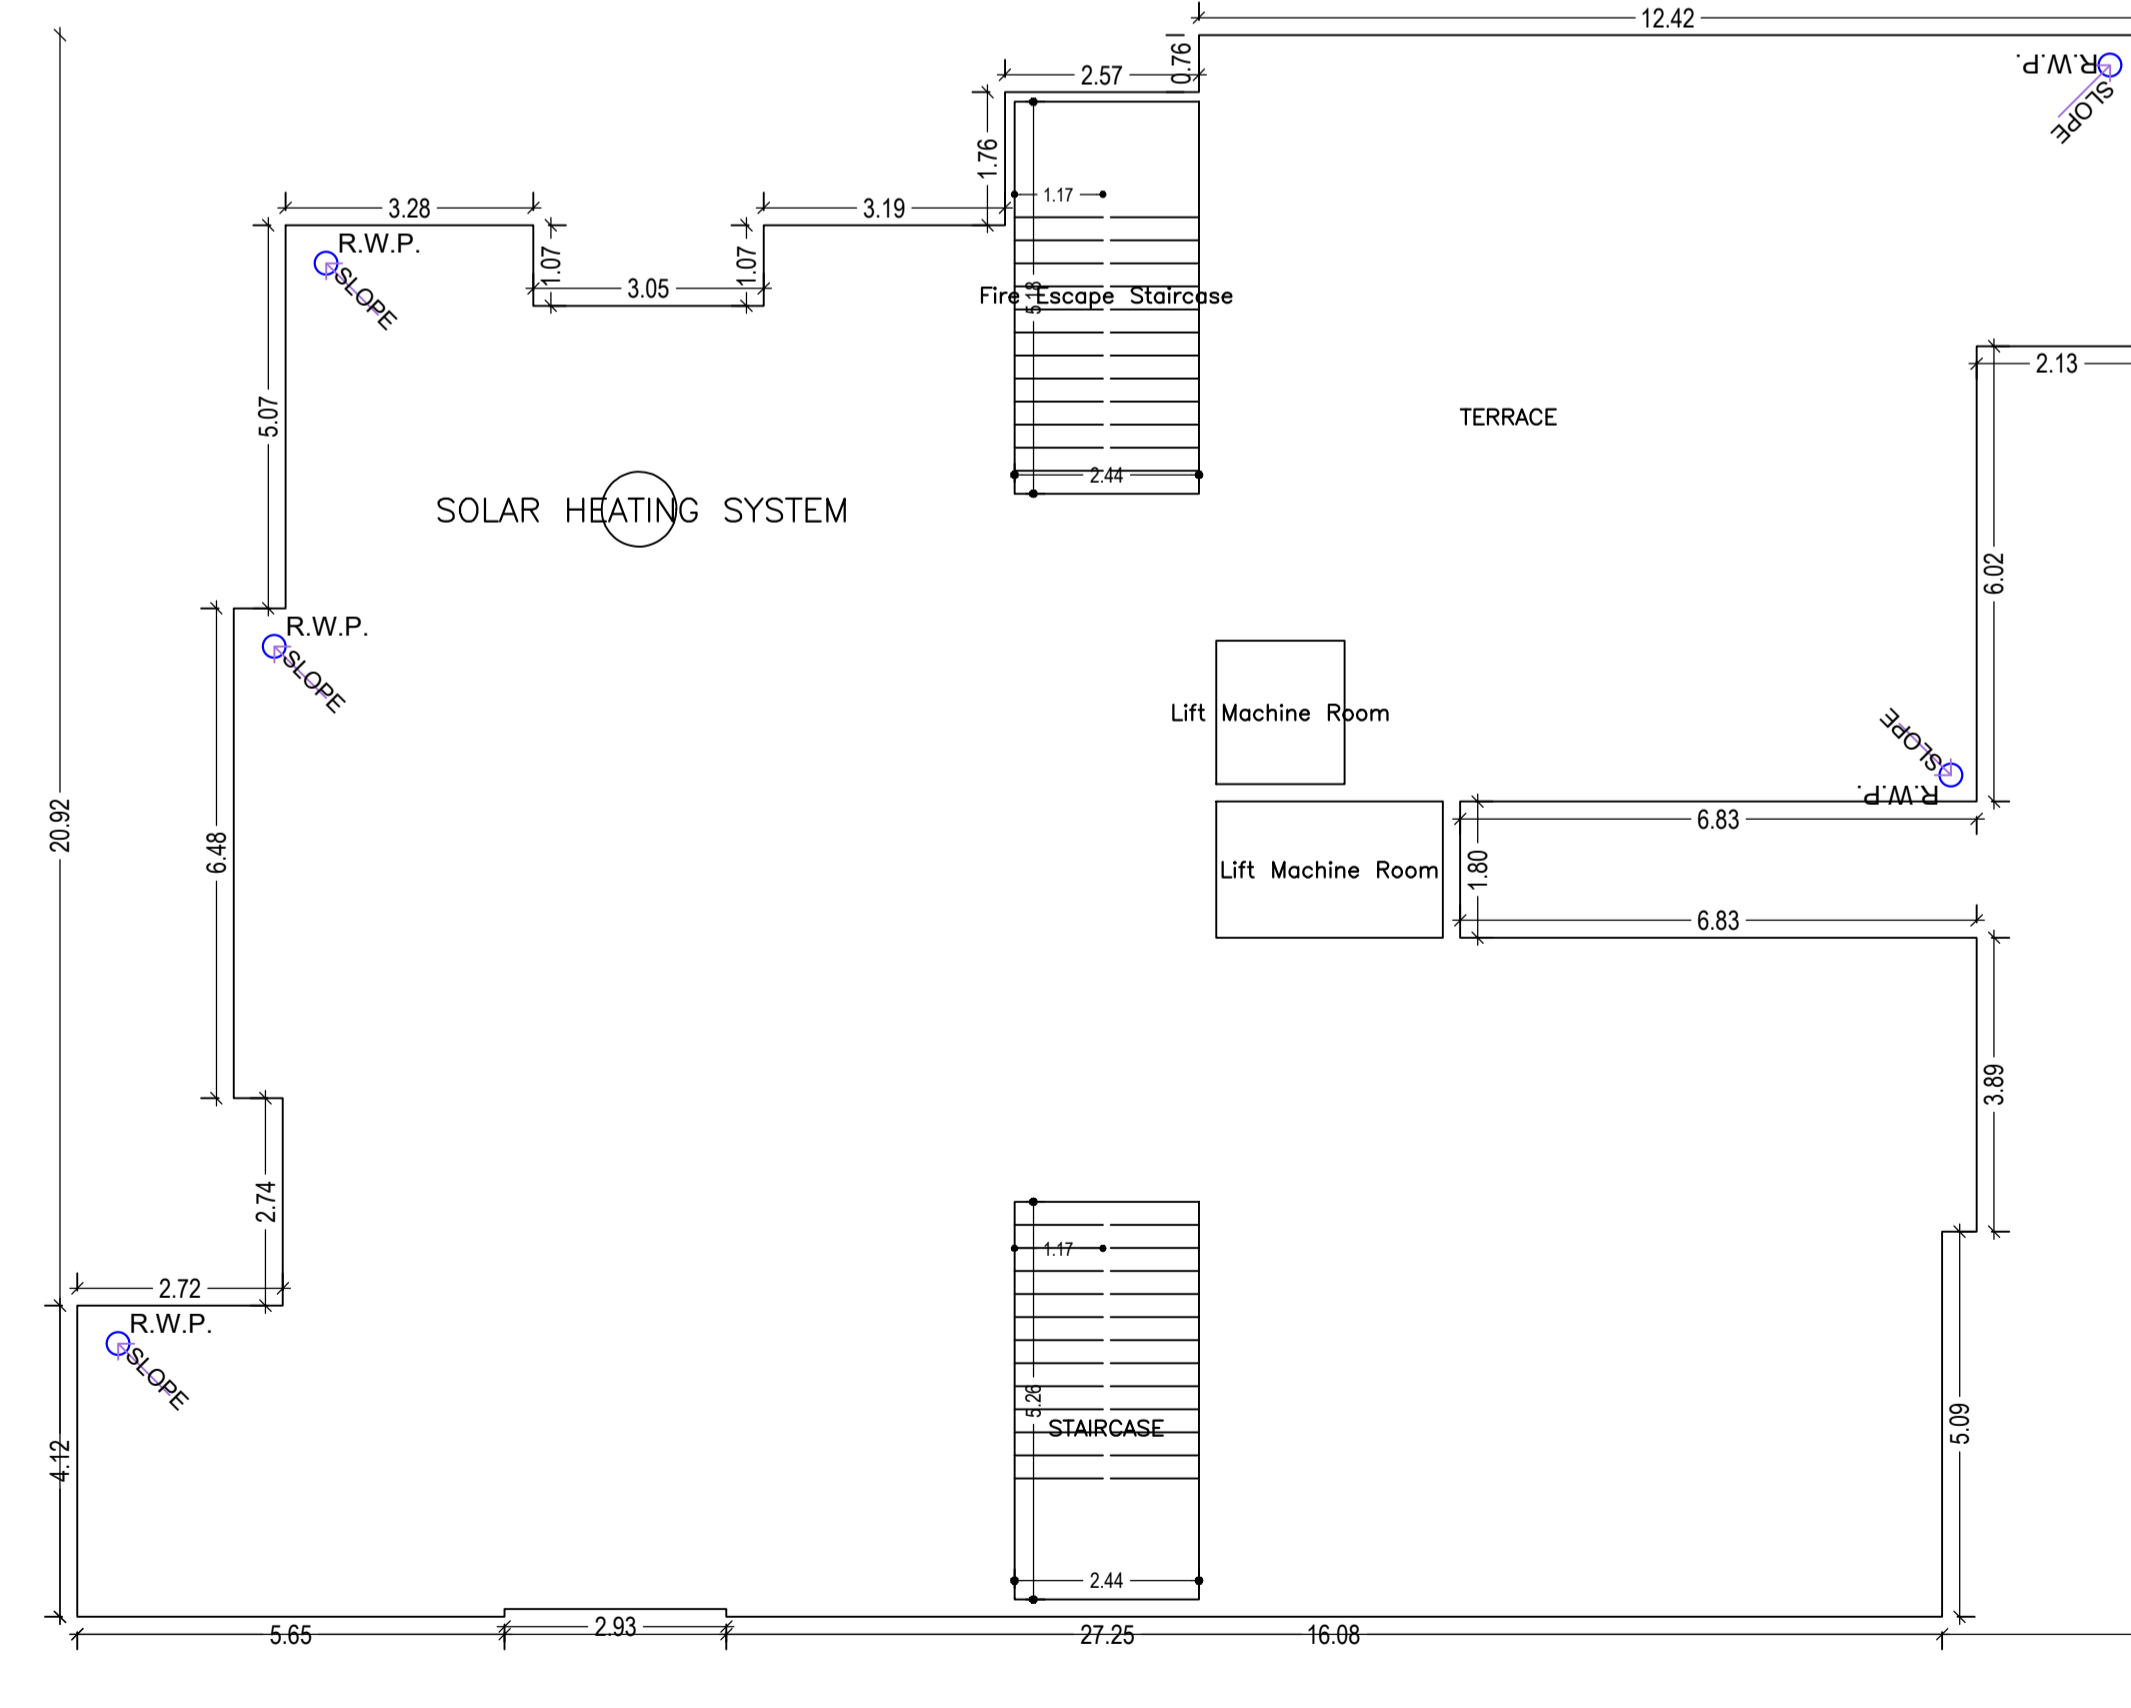 12.42
0.76
2.57
R.W.P.
SLOPE
1.76
1.17
3.28
3.19
R.W.P.
SLOPE
1.07
1.07
3.05
5.18
Fire Escape Staircase
2.13
5.07
TERRACE
2.44
SOLAR HEATING SYSTEM
6.02
R.W.P.
SLOPE
Lift Machine Room
SLOPE
R.W.P.
20.92
6.83
6.48
1.80
Lift Machine Room
6.83
3.89
2.74
1.17
2.72
R.W.P.
SLOPE
5.26
STAIRCASE
5.09
4.12
2.44
5.65
2.93
27.25
16.08